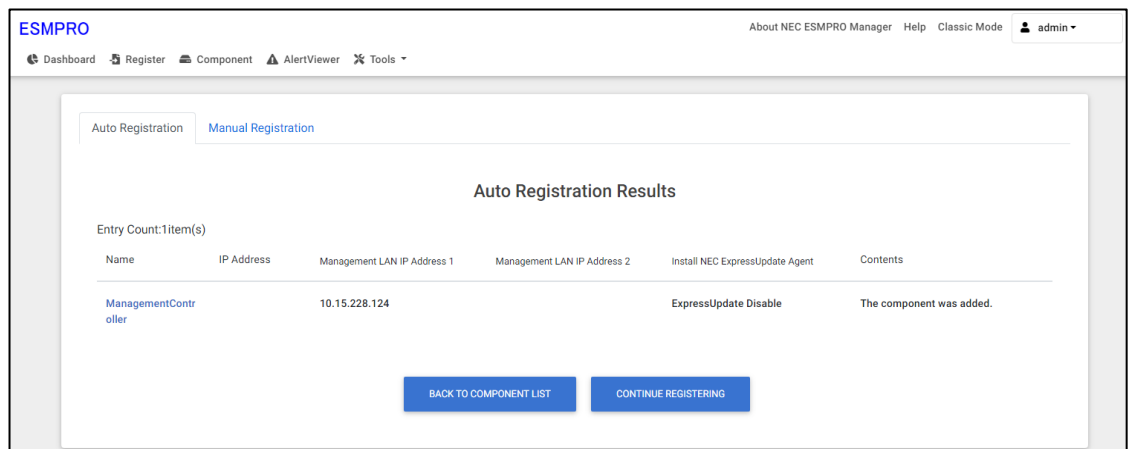 ESMPRO
About NEC ESMPRO Manager Help Classic Mode admin
Dashboard Register Component AlertViewer Tools
Auto Registration Manual Registration
Auto Registration Results
Entry Count:1item(s)
Name IP Address Management LAN IP Address 1 Management LAN IP Address 2 Install NEC ExpressUpdate Agent Contents
ManagementContr 10.15.228.124 ExpressUpdate Disable The component was added.
oller
BACK TO COMPONENT LIST CONTINUE REGISTERING